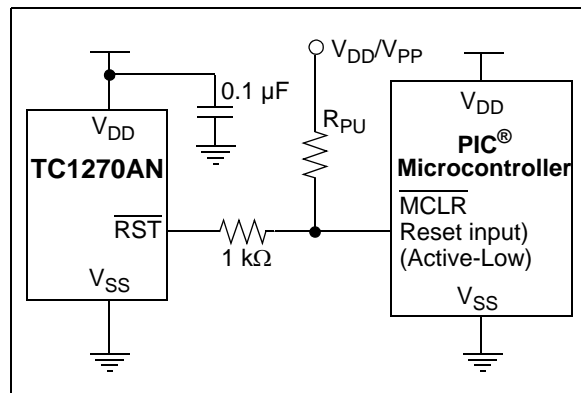 V_DD/V_PP
0.1 µF
V_DD
TC1270AN
R_PU
V_DD
PIC®
Microcontroller
RST
1 kΩ
MCLR
Reset input)
(Active-Low)
V_SS
V_SS